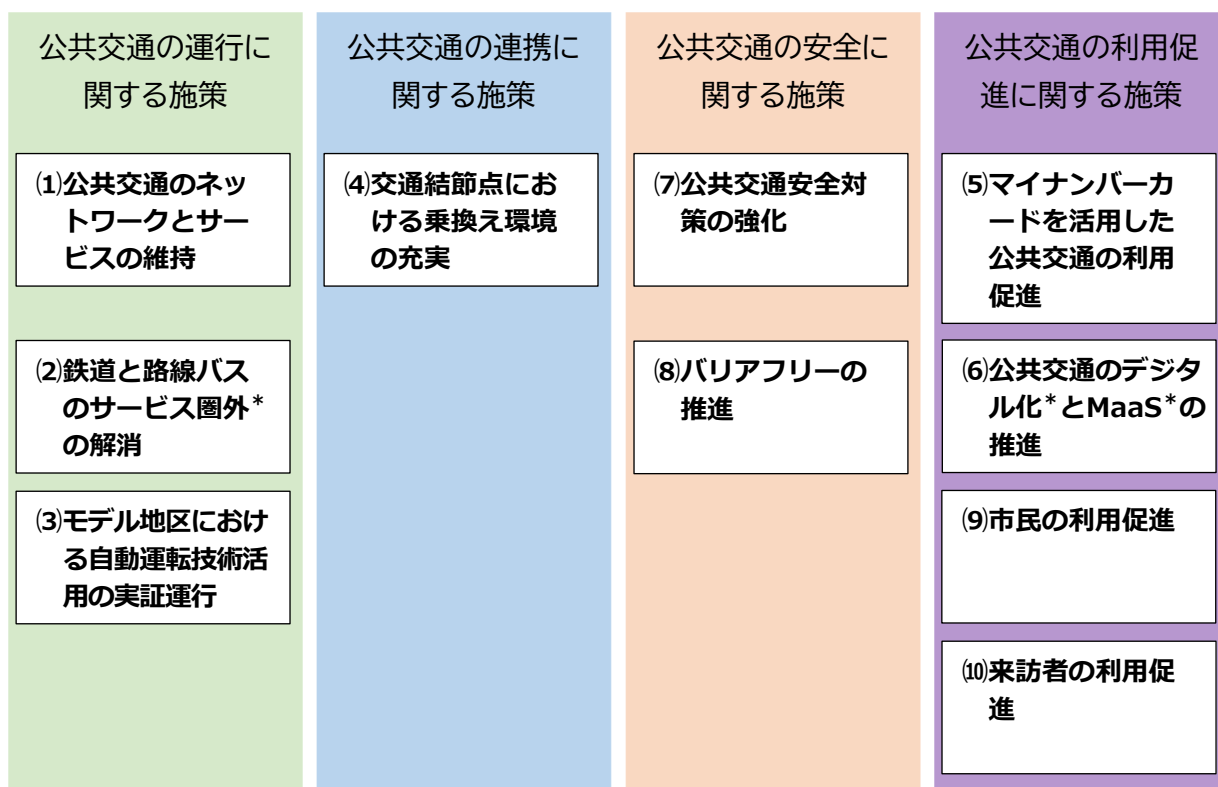 公共交通の運行に
関する施策
⑴公共交通のネッ
トワークとサー
ビスの維持
⑵鉄道と路線バス
のサービス圏外*
の解消
⑶モデル地区におけ
る自動運転技術活
用の実証運行
公共交通の連携に
関する施策
⑷交通結節点にお
ける乗換え環境
の充実
公共交通の安全に
関する施策
⑺公共交通安全対
策の強化
⑻バリアフリーの
推進
公共交通の利用促
進に関する施策
⑸マイナンバーカ
ードを活用した
公共交通の利用
促進
⑹公共交通のデジタ
ル化*とMaaS*の
推進
⑼市民の利用促進
⑽来訪者の利用促
進